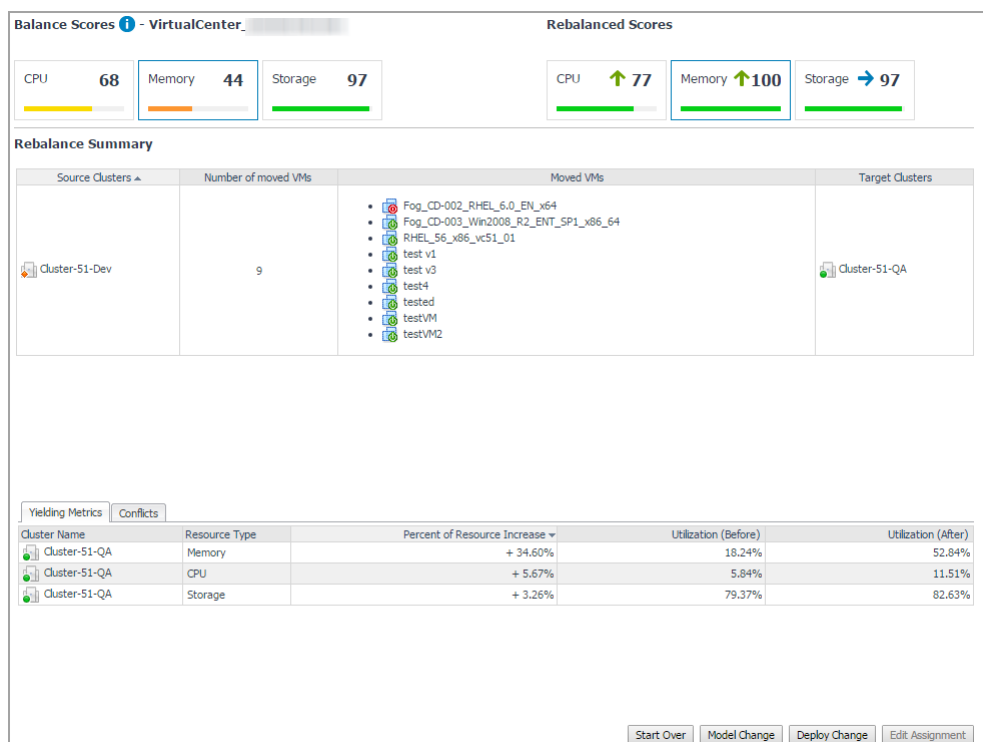 Balance Scores i - VirtualCenter_
Rebalanced Scores
CPU 68 Memory 44 Storage 97
CPU 77 Memory 100 Storage 97
Rebalance Summary
Source Clusters Number of moved VMs Moved VMs Target Clusters
Cluster-51-Dev 9 Cluster-51-QA
Fog_CD-002_RHEL_6.0_EN_x64
Fog_CD-003_Win2008_R2_ENT_SP1_x86_64
RHEL_56_x86_vc51_01
test v1
test v3
test4
tested
testVM
testVM2
Yielding Metrics Conflicts
Cluster Name Resource Type Percent of Resource Increase Utilization (Before) Utilization (After)
Cluster-51-QA Memory + 34.60% 18.24% 52.84%
Cluster-51-QA CPU + 5.67% 5.84% 11.51%
Cluster-51-QA Storage + 3.26% 79.37% 82.63%
Start Over Model Change Deploy Change Edit Assignment